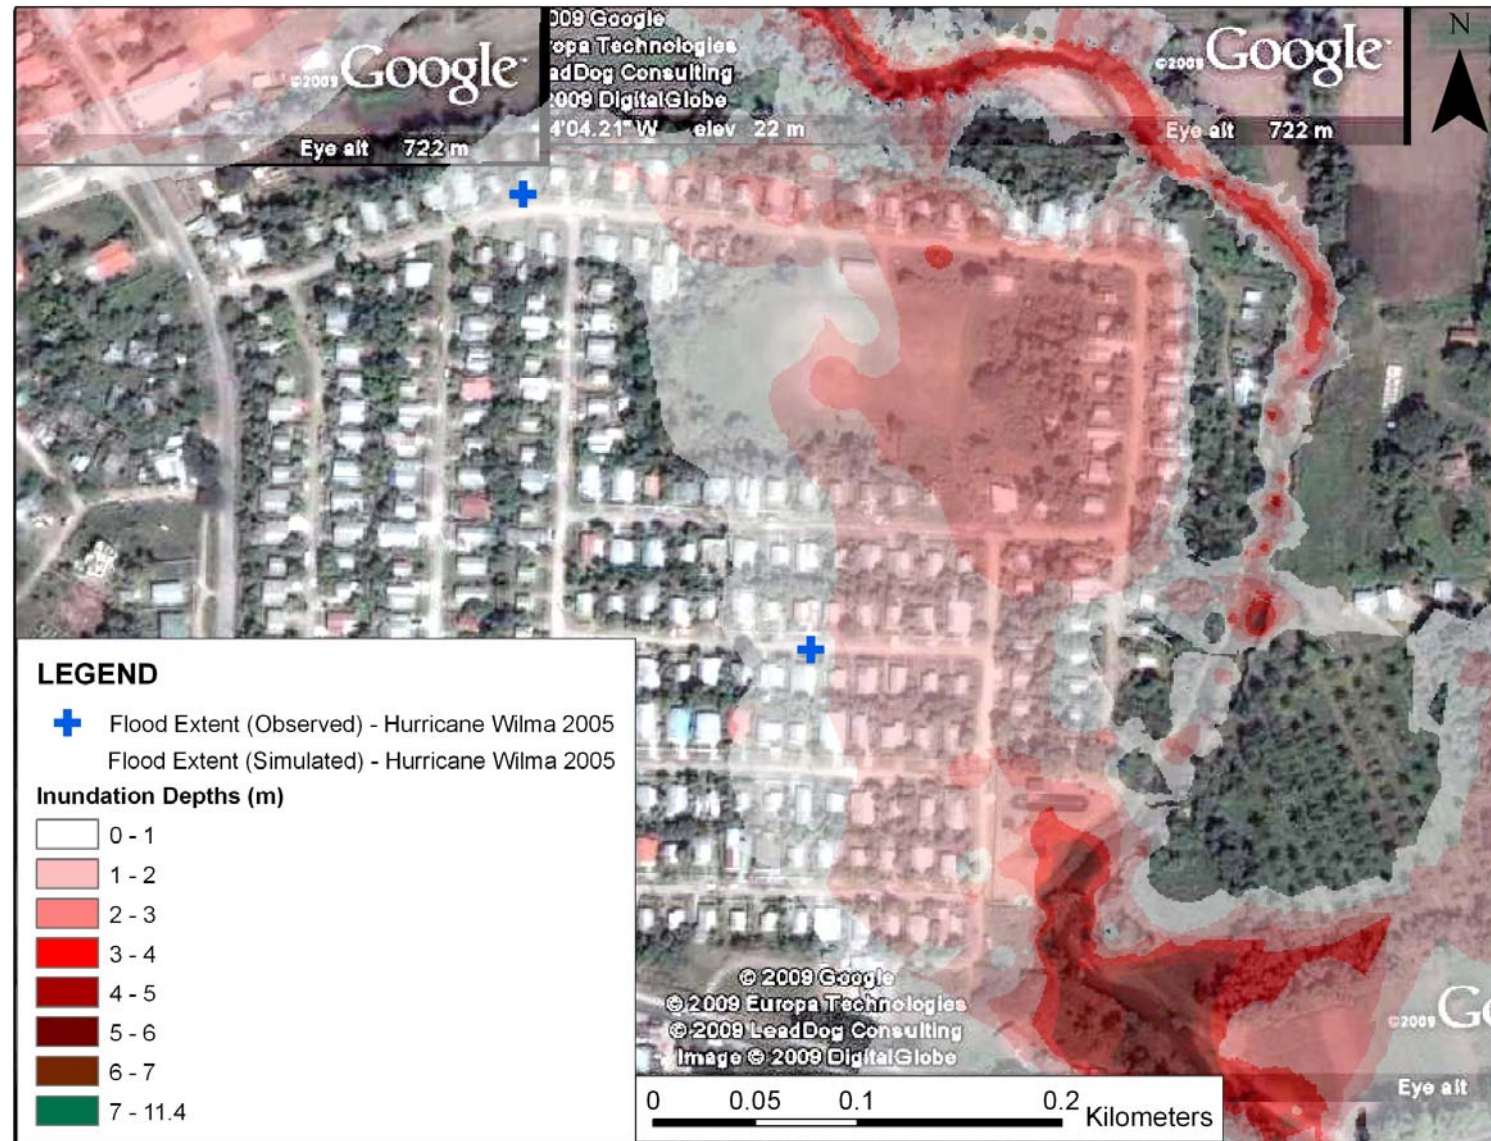 ©2009 Google
Eye alt 722 m
009 Google
ropa Technologies
adDog Consulting
2009 DigitalGlobe
4'04.21" W elev 22 m
©2009 Google
Eye alt 722 m
N
LEGEND
Flood Extent (Observed) - Hurricane Wilma 2005
Flood Extent (Simulated) - Hurricane Wilma 2005
Inundation Depths (m)
0 - 1
1 - 2
2 - 3
3 - 4
4 - 5
5 - 6
6 - 7
7 - 11.4
© 2009 Google
© 2009 Europa Technologies
© 2009 LeadDog Consulting
Image © 2009 DigitalGlobe
©2009 Go
Eye alt
0 0.05 0.1 0.2 Kilometers